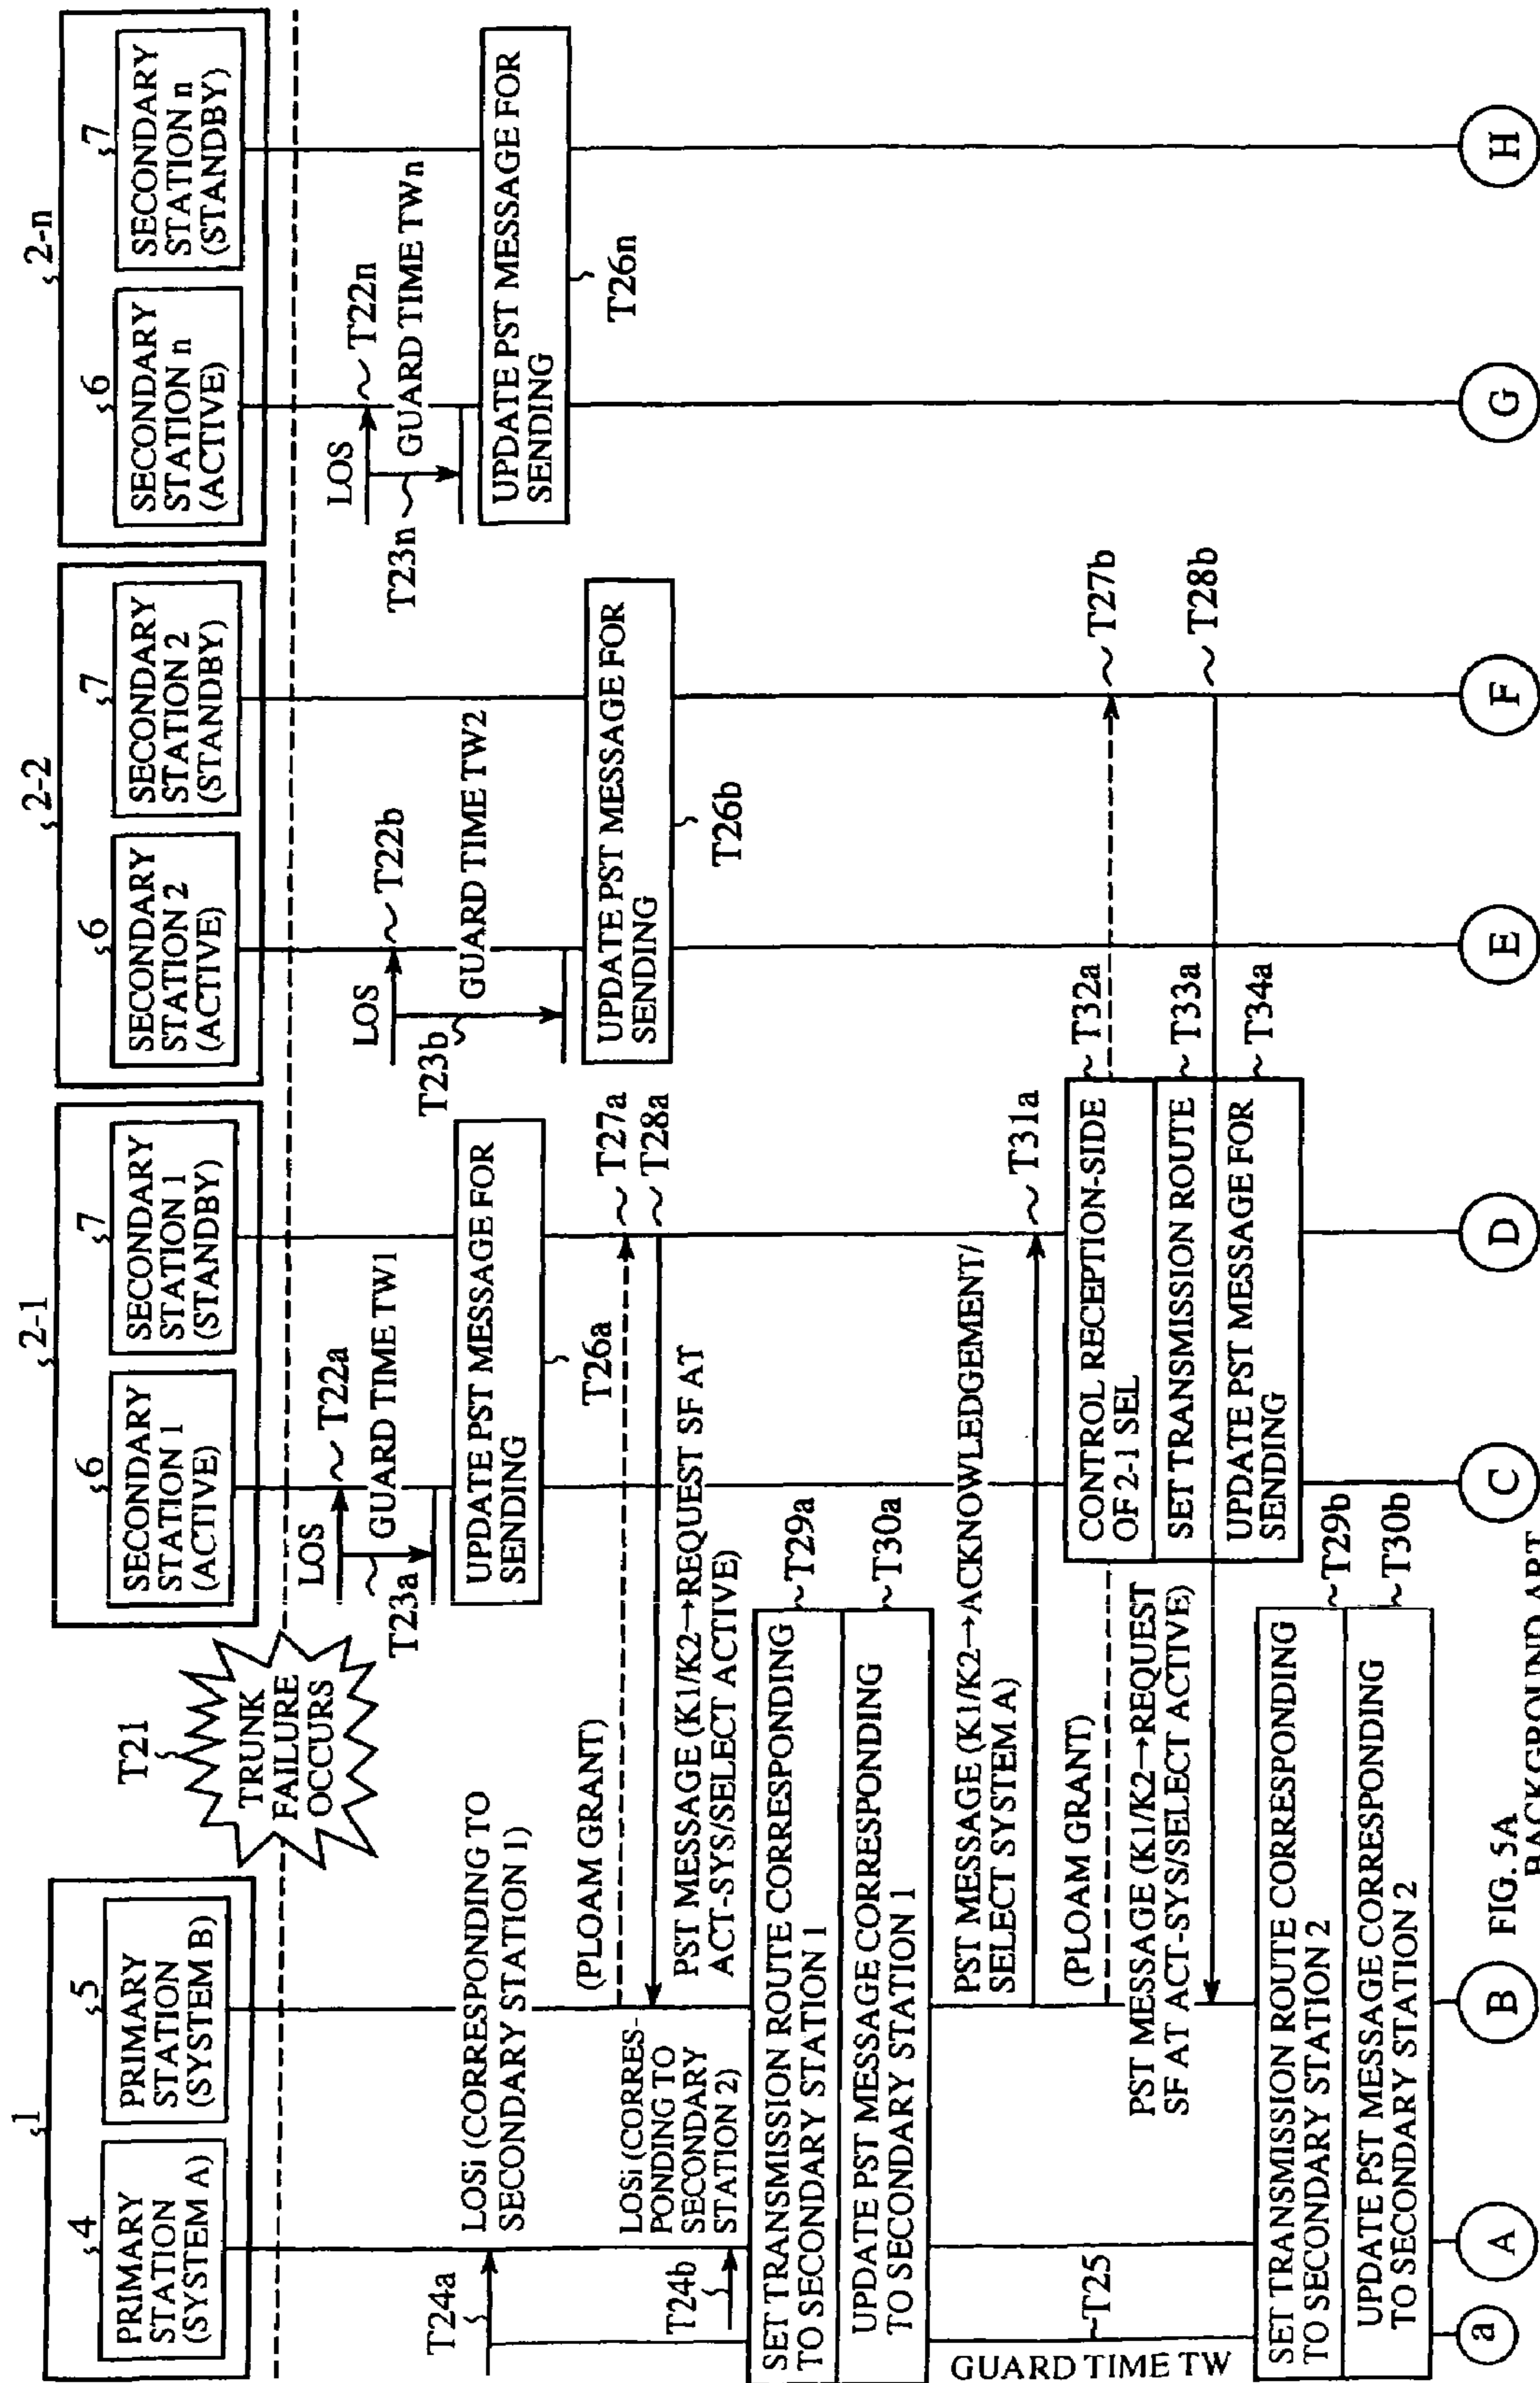 1
4
5
PRIMARY
STATION
(SYSTEM A)
PRIMARY
STATION
(SYSTEM B)
2-1
6
7
SECONDARY
STATION 1
(ACTIVE)
SECONDARY
STATION 1
(STANDBY)
2-2
6
7
SECONDARY
STATION 2
(ACTIVE)
SECONDARY
STATION 2
(STANDBY)
2-n
6
7
SECONDARY
STATION n
(ACTIVE)
SECONDARY
STATION n
(STANDBY)
T21
TRUNK
FAILURE
OCCURS
LOS
T22a
T23a
GUARD TIME TW1
LOS
T22b
T23b
GUARD TIME TW2
LOS
T22n
T23n
GUARD TIME TWn
T24a
LOSi (CORRESPONDING TO
SECONDARY STATION 1)
UPDATE PST MESSAGE FOR
SENDING
T26a
UPDATE PST MESSAGE FOR
SENDING
T26b
UPDATE PST MESSAGE FOR
SENDING
T26n
(PLOAM GRANT)
T27a
T28a
LOSi (CORRES-
PONDING TO
SECONDARY
STATION 2)
T24b
PST MESSAGE (K1/K2→REQUEST SF AT
ACT-SYS/SELECT ACTIVE)
SET TRANSMISSION ROUTE CORRESPONDING
TO SECONDARY STATION 1
T29a
UPDATE PST MESSAGE CORRESPONDING
TO SECONDARY STATION 1
T30a
PST MESSAGE (K1/K2→ACKNOWLEDGEMENT/
SELECT SYSTEM A)
T31a
GUARD TIME TW
T25
(PLOAM GRANT)
T27b
CONTROL RECEPTION-SIDE
OF 2-1 SEL
T32a
SET TRANSMISSION ROUTE
T33a
UPDATE PST MESSAGE FOR
SENDING
T34a
PST MESSAGE (K1/K2→REQUEST
SF AT ACT-SYS/SELECT ACTIVE)
T28b
SET TRANSMISSION ROUTE CORRESPONDING
TO SECONDARY STATION 2
T29b
UPDATE PST MESSAGE CORRESPONDING
TO SECONDARY STATION 2
T30b
a
A
B
C
D
E
F
G
H
FIG. 5A
BACKGROUND ART